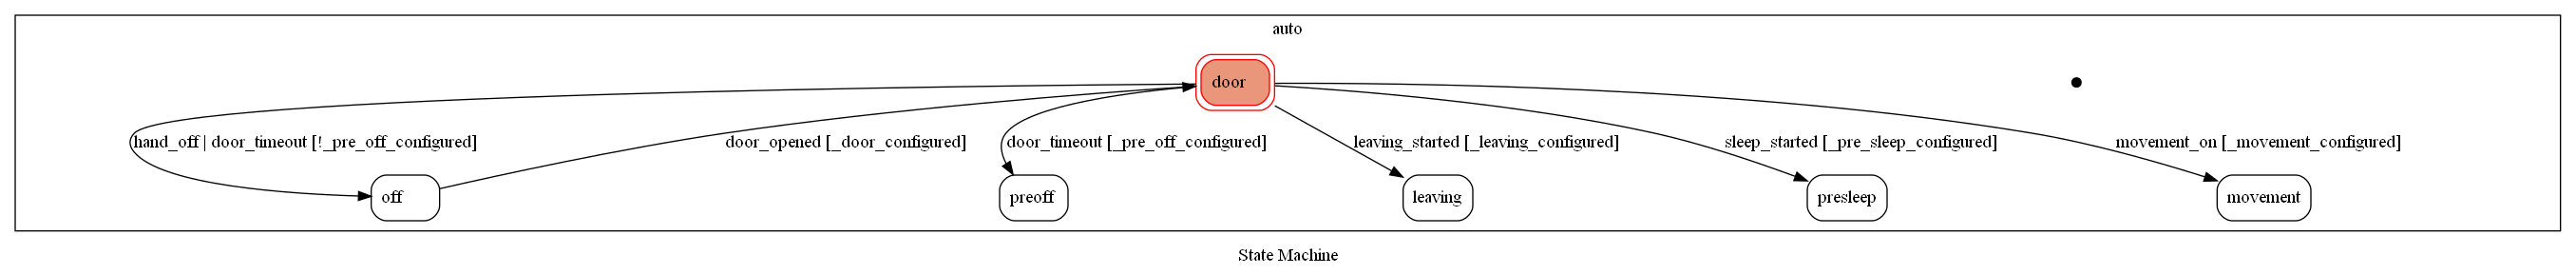 auto
door
hand_off | door_timeout [!_pre_off_configured]
door_opened [_door_configured]
door_timeout [_pre_off_configured]
leaving_started [_leaving_configured]
sleep_started [_pre_sleep_configured]
movement_on [_movement_configured]
off
preoff
leaving
presleep
movement
State Machine